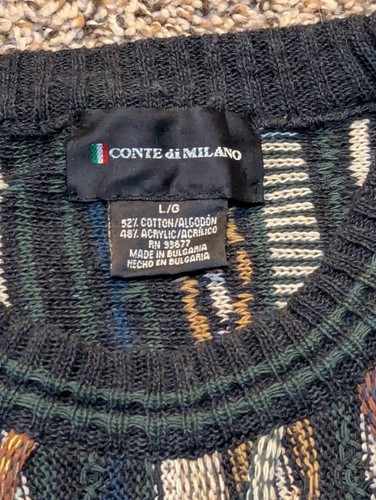 CONTE di MILANO
L/G
52% COTTON/ALGODÓN
48% ACRYLIC/ACRÍLICO
RN 93677
MADE IN BULGARIA
HECHO EN BULGARIA